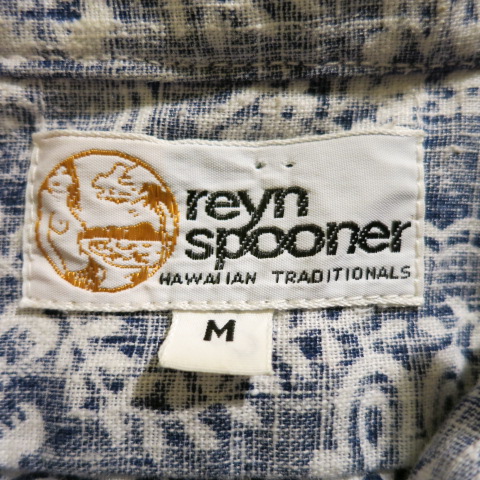 reyn
spooner
HAWAIIAN TRADITIONALS
M